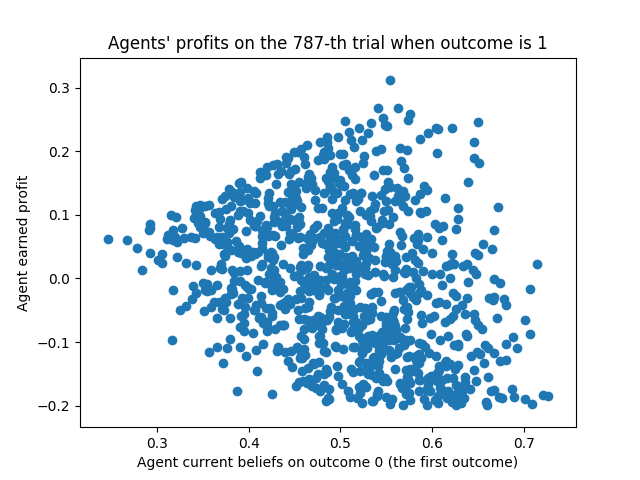 Agents' profits on the 787-th trial when outcome is 1
Agent earned profit
0.3
0.2
0.1
0.0
−0.1
−0.2
0.3 0.4 0.5 0.6 0.7
Agent current beliefs on outcome 0 (the first outcome)